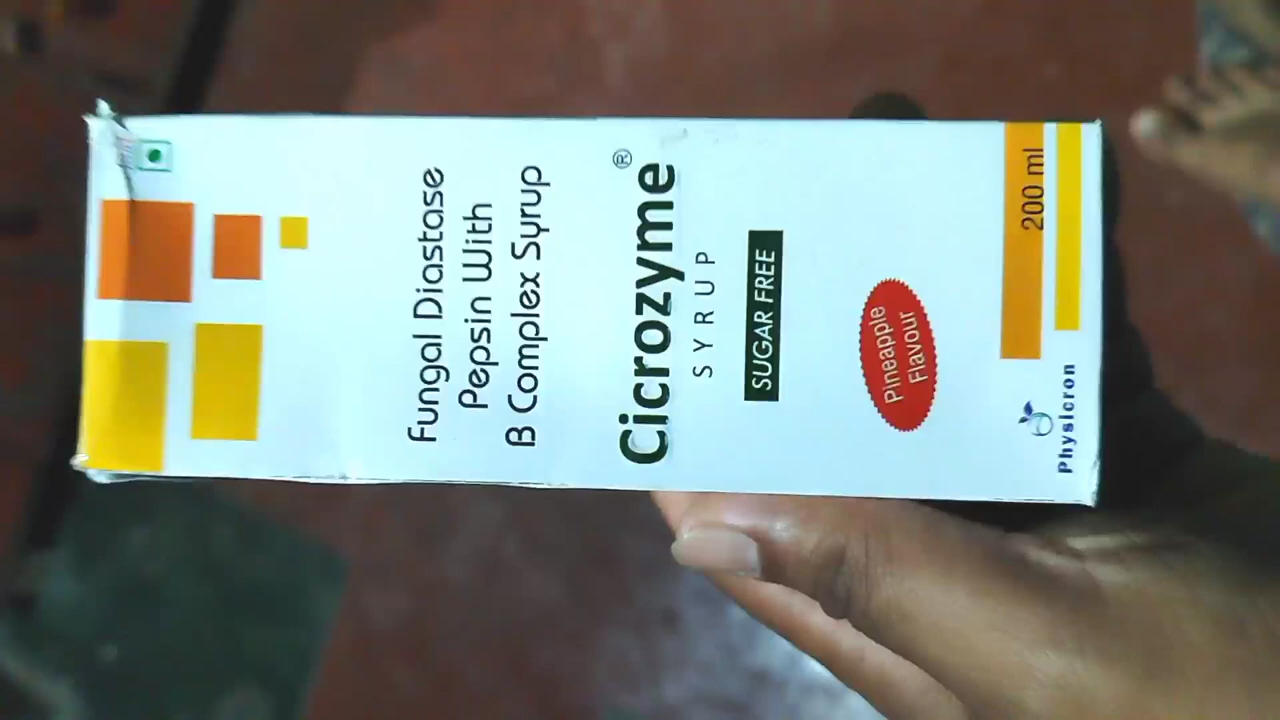 Fungal Diastase
Pepsin With
B Complex Syrup
Cicrozyme®
SYRUP
SUGAR FREE
Pineapple
Flavour
200 ml
Physicron